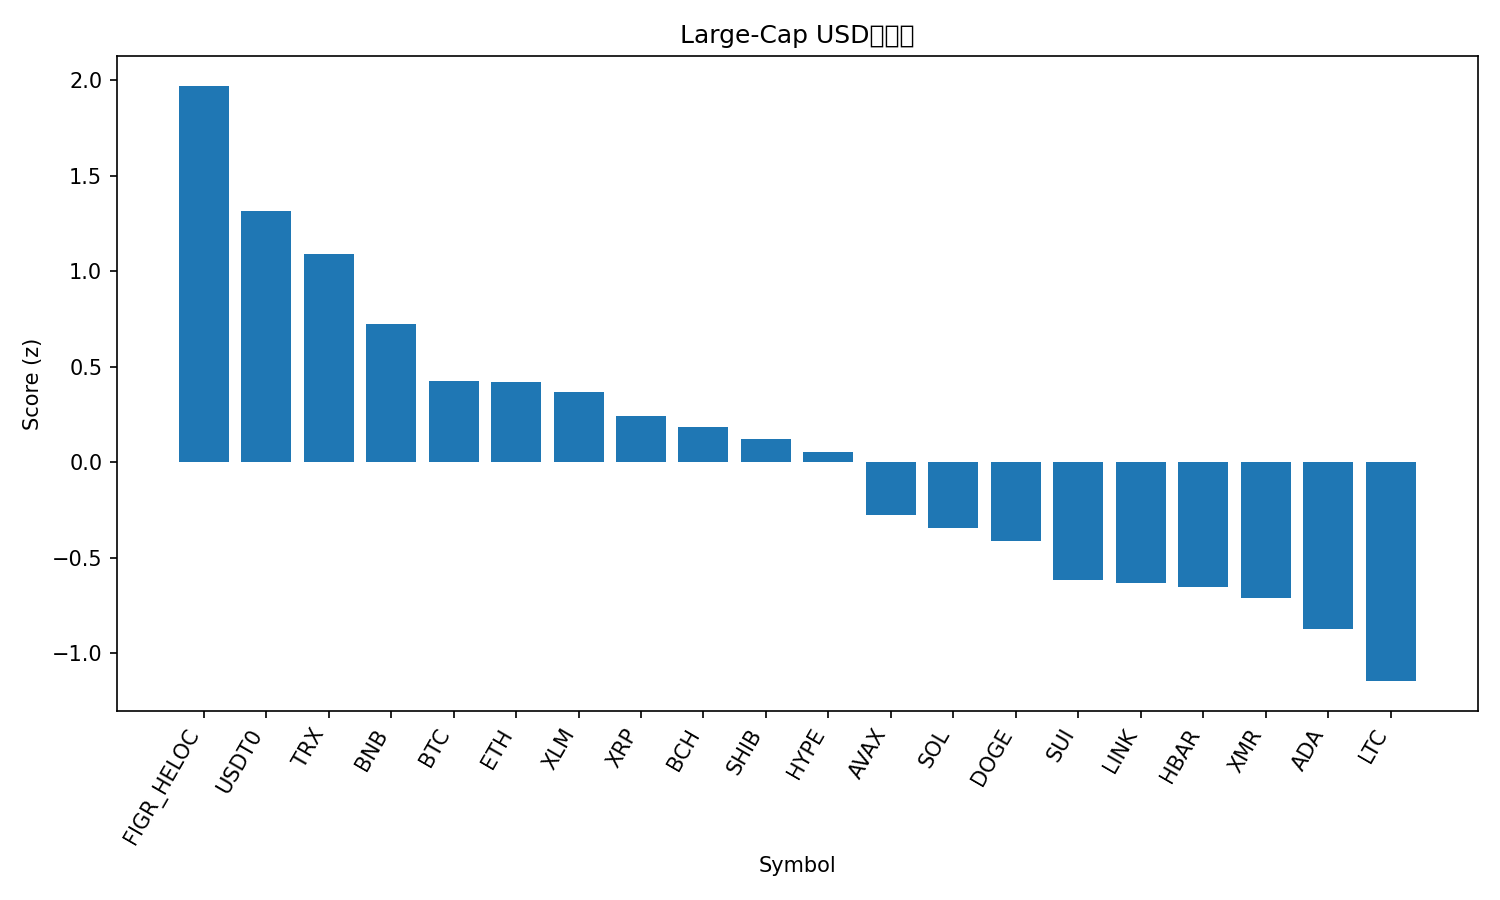 Large-Cap USD
2.0
1.5
1.0
0.5
0.0
−0.5
−1.0
Score (z)
FIGR_HELOC
USDT0
TRX
BNB
BTC
ETH
XLM
XRP
BCH
SHIB
HYPE
AVAX
SOL
DOGE
SUI
LINK
HBAR
XMR
ADA
LTC
Symbol